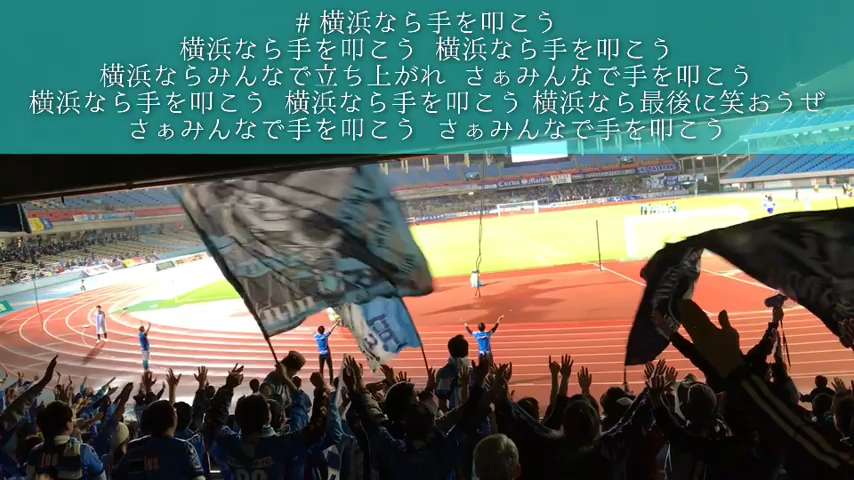 # 横浜なら手を叩こう
横浜なら手を叩こう 横浜なら手を叩こう
横浜ならみんなで立ち上がれ さぁみんなで手を叩こう
横浜なら手を叩こう 横浜なら手を叩こう 横浜なら最後に笑おうぜ
さぁみんなで手を叩こう さぁみんなで手を叩こう